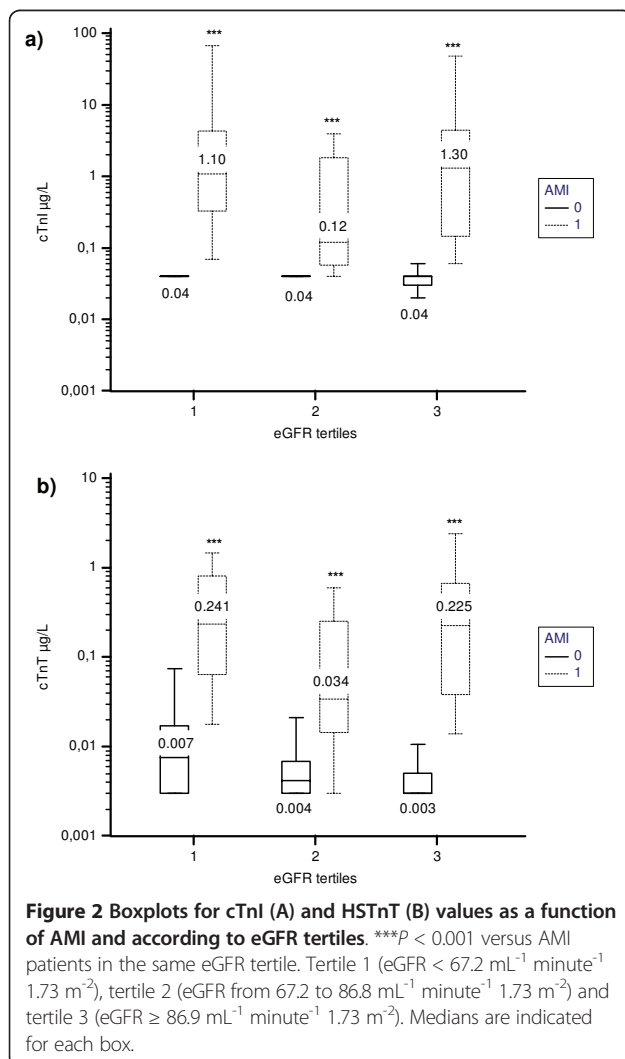 a)
100
10
1
0,1
0,01
0,001
cTnI µg/L
***
***
***
1.10
0.12
1.30
0.04
0.04
0.04
1
2
3
eGFR tertiles
AMI
0
1
b)
10
1
0,1
0,01
0,001
cTnT µg/L
***
***
***
0.241
0.034
0.225
0.007
0.004
0.003
1
2
3
eGFR tertiles
AMI
0
1
Figure 2 Boxplots for cTnI (A) and HSTnT (B) values as a function
of AMI and according to eGFR tertiles. ***P < 0.001 versus AMI
patients in the same eGFR tertile. Tertile 1 (eGFR < 67.2 mL⁻¹ minute⁻¹
1.73 m⁻²), tertile 2 (eGFR from 67.2 to 86.8 mL⁻¹ minute⁻¹ 1.73 m⁻²) and
tertile 3 (eGFR ≥ 86.9 mL⁻¹ minute⁻¹ 1.73 m⁻²). Medians are indicated
for each box.